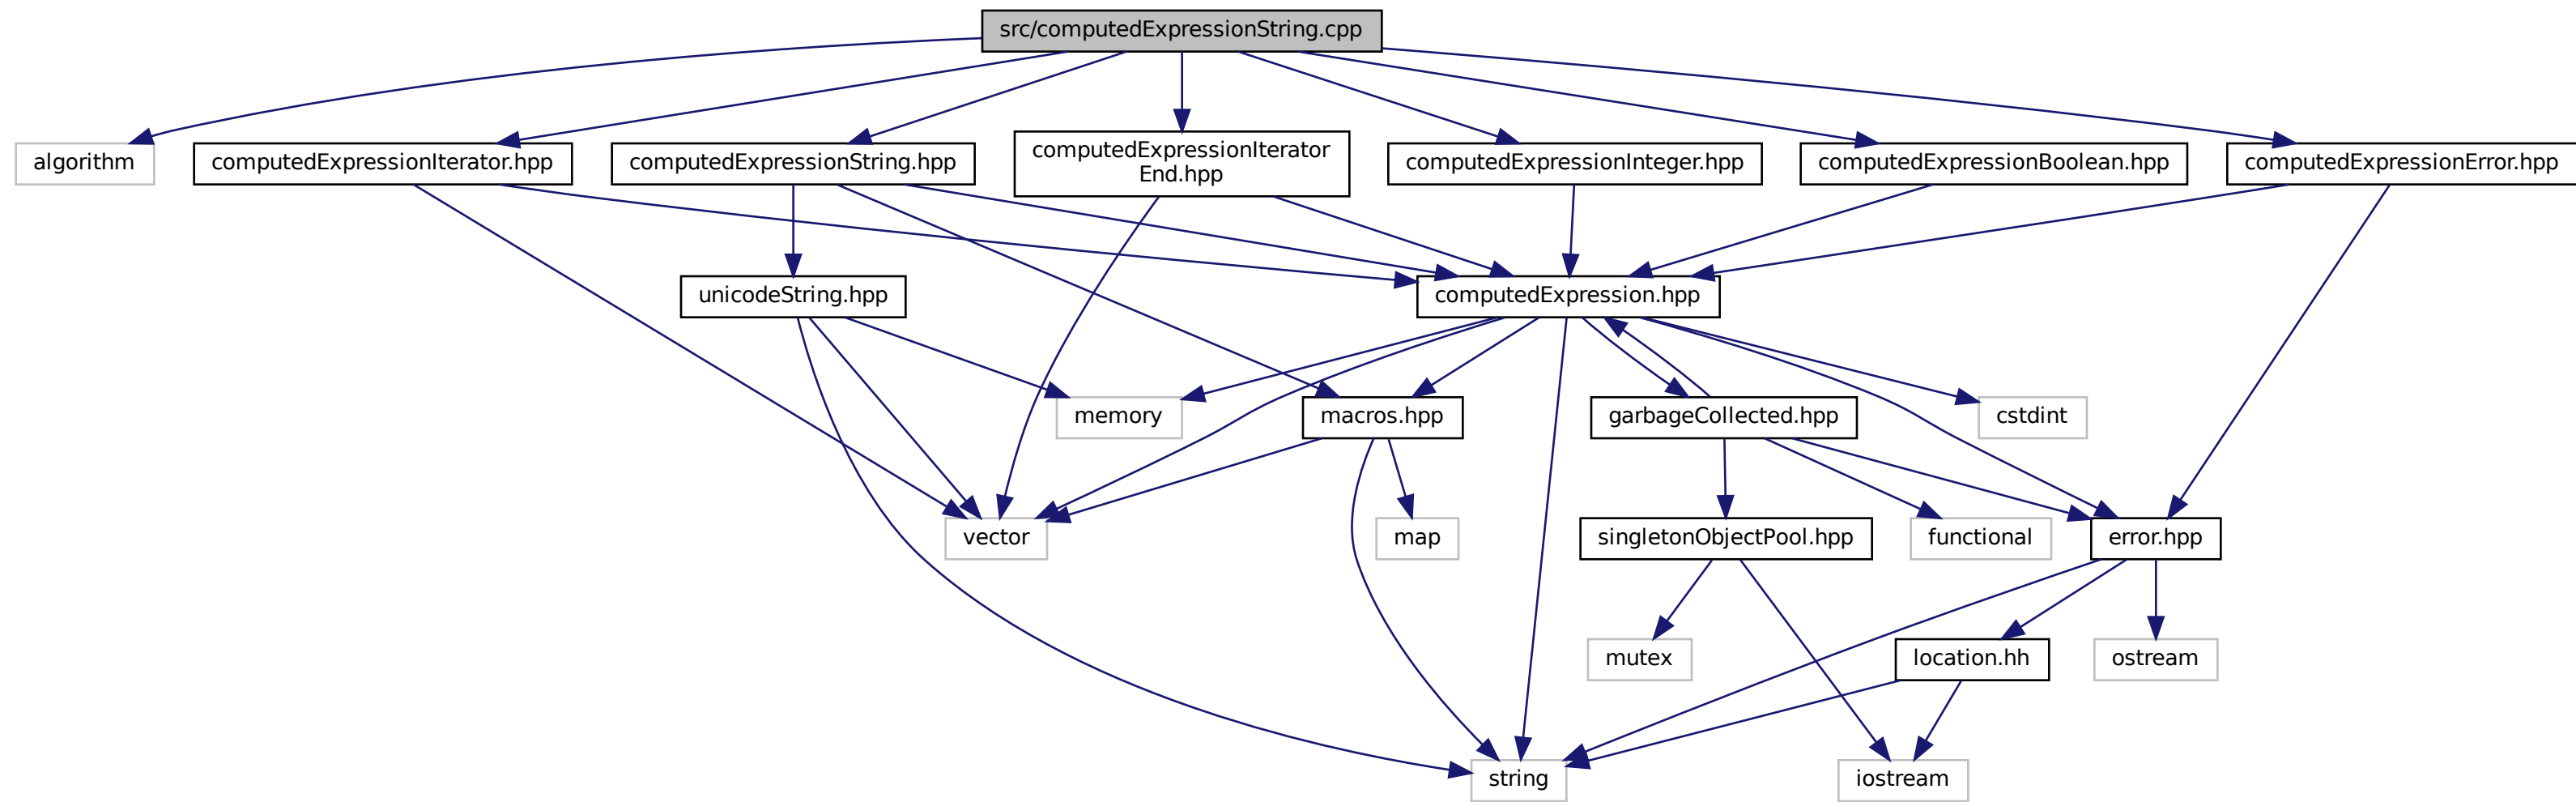 src/computedExpressionString.cpp
algorithm
computedExpressionIterator.hpp
computedExpressionString.hpp
computedExpressionIterator
End.hpp
computedExpressionInteger.hpp
computedExpressionBoolean.hpp
computedExpressionError.hpp
unicodeString.hpp
computedExpression.hpp
memory
macros.hpp
garbageCollected.hpp
cstdint
vector
map
singletonObjectPool.hpp
functional
error.hpp
mutex
location.hh
ostream
string
iostream